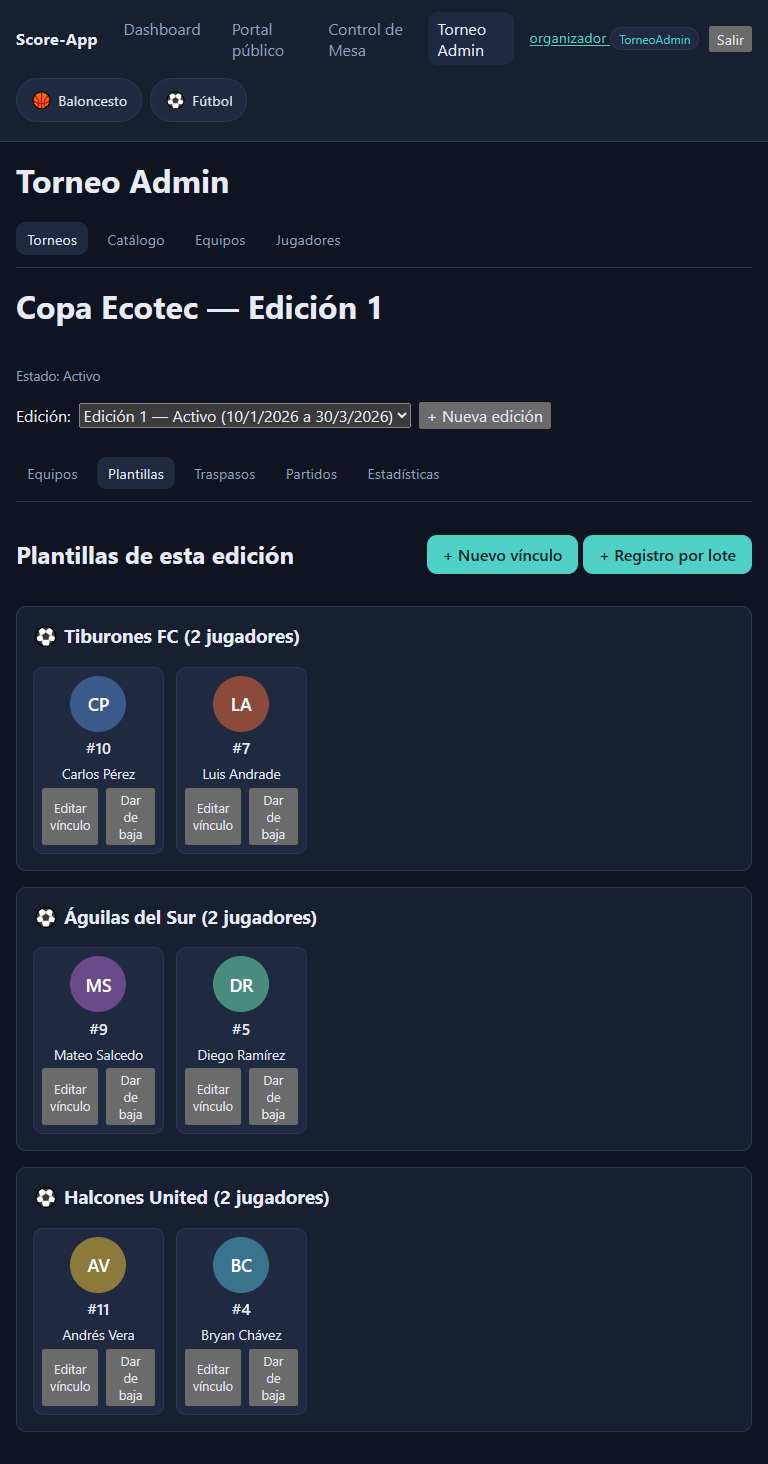 Score-App
Dashboard
Portal
público
Control de
Mesa
Torneo
Admin
organizador
TorneoAdmin
Salir
Baloncesto
Fútbol
Torneo Admin
Torneos
Catálogo
Equipos
Jugadores
Copa Ecotec — Edición 1
Estado: Activo
Edición:
Edición 1 — Activo (10/1/2026 a 30/3/2026)
+ Nueva edición
Equipos
Plantillas
Traspasos
Partidos
Estadísticas
Plantillas de esta edición
+ Nuevo vínculo
+ Registro por lote
Tiburones FC (2 jugadores)
CP
#10
Carlos Pérez
Editar
vínculo
Dar
de
baja
LA
#7
Luis Andrade
Editar
vínculo
Dar
de
baja
Águilas del Sur (2 jugadores)
MS
#9
Mateo Salcedo
Editar
vínculo
Dar
de
baja
DR
#5
Diego Ramírez
Editar
vínculo
Dar
de
baja
Halcones United (2 jugadores)
AV
#11
Andrés Vera
Editar
vínculo
Dar
de
baja
BC
#4
Bryan Chávez
Editar
vínculo
Dar
de
baja